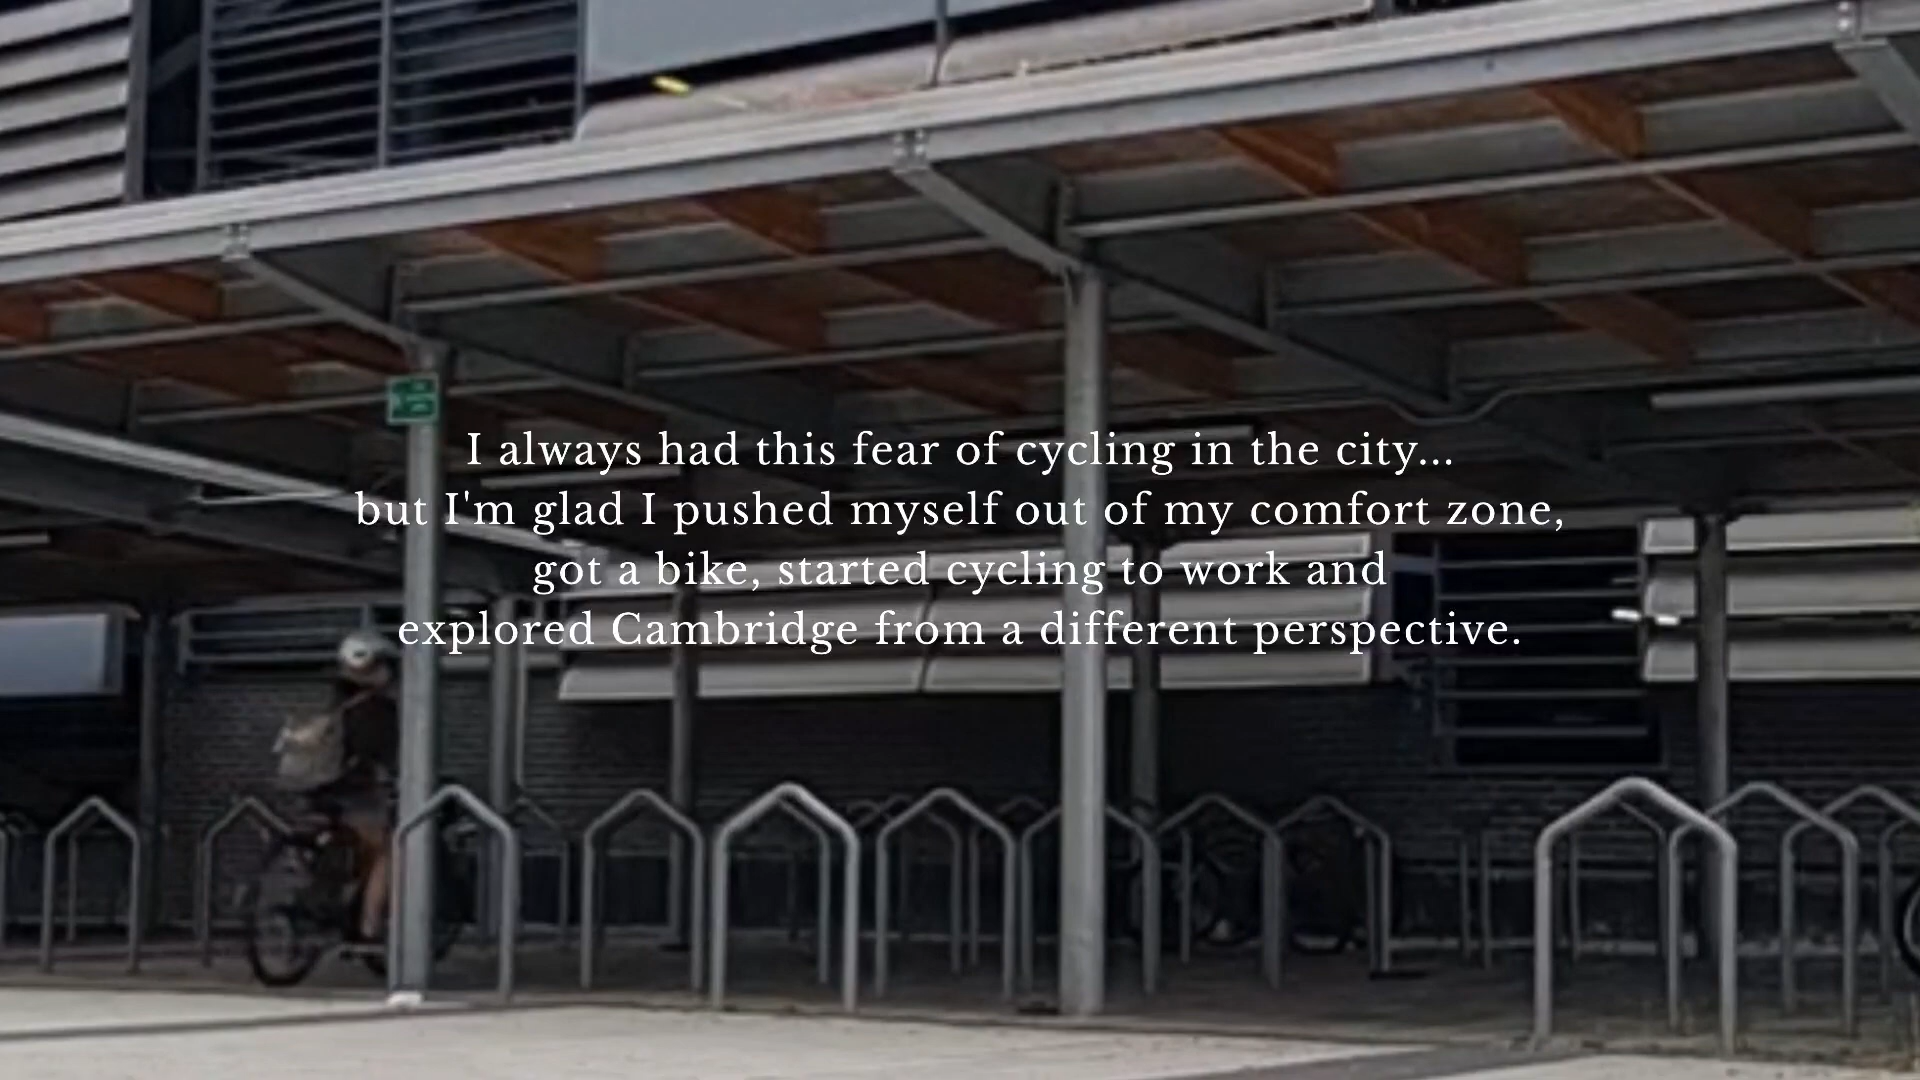 I always had this fear of cycling in the city...
but I'm glad I pushed myself out of my comfort zone,
got a bike, started cycling to work and
explored Cambridge from a different perspective.